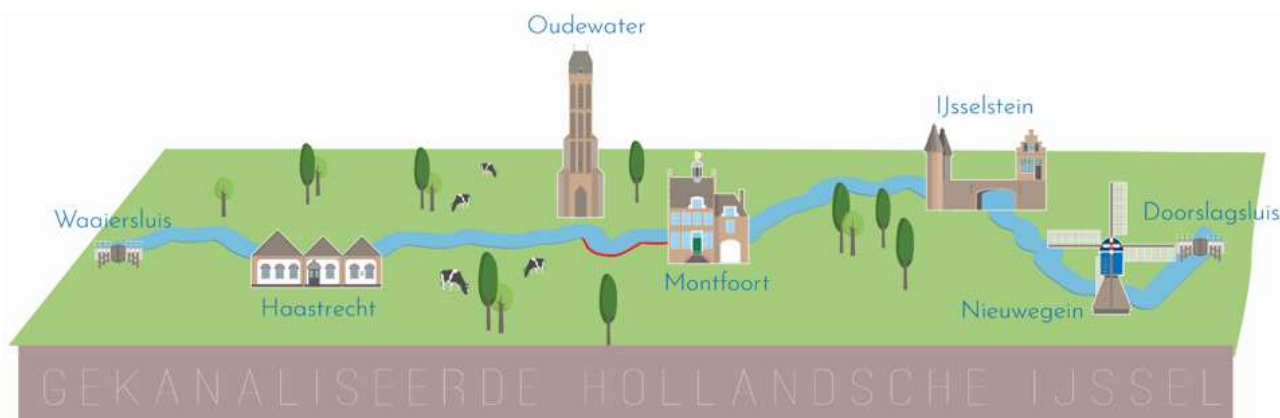 Oudewater
IJsselstein
Waaiersluis
Doorslagsluis
Haastrecht
Montfoort
Nieuwegein
GEKANALISEERDE HOLLANDSCHE IJSSEL